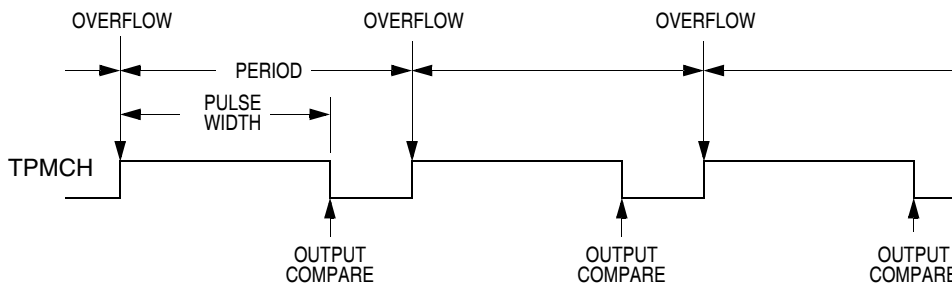 OVERFLOW
OVERFLOW
OVERFLOW
PERIOD
PULSE
WIDTH
TPMCH
OUTPUT
COMPARE
OUTPUT
COMPARE
OUTPUT
COMPARE